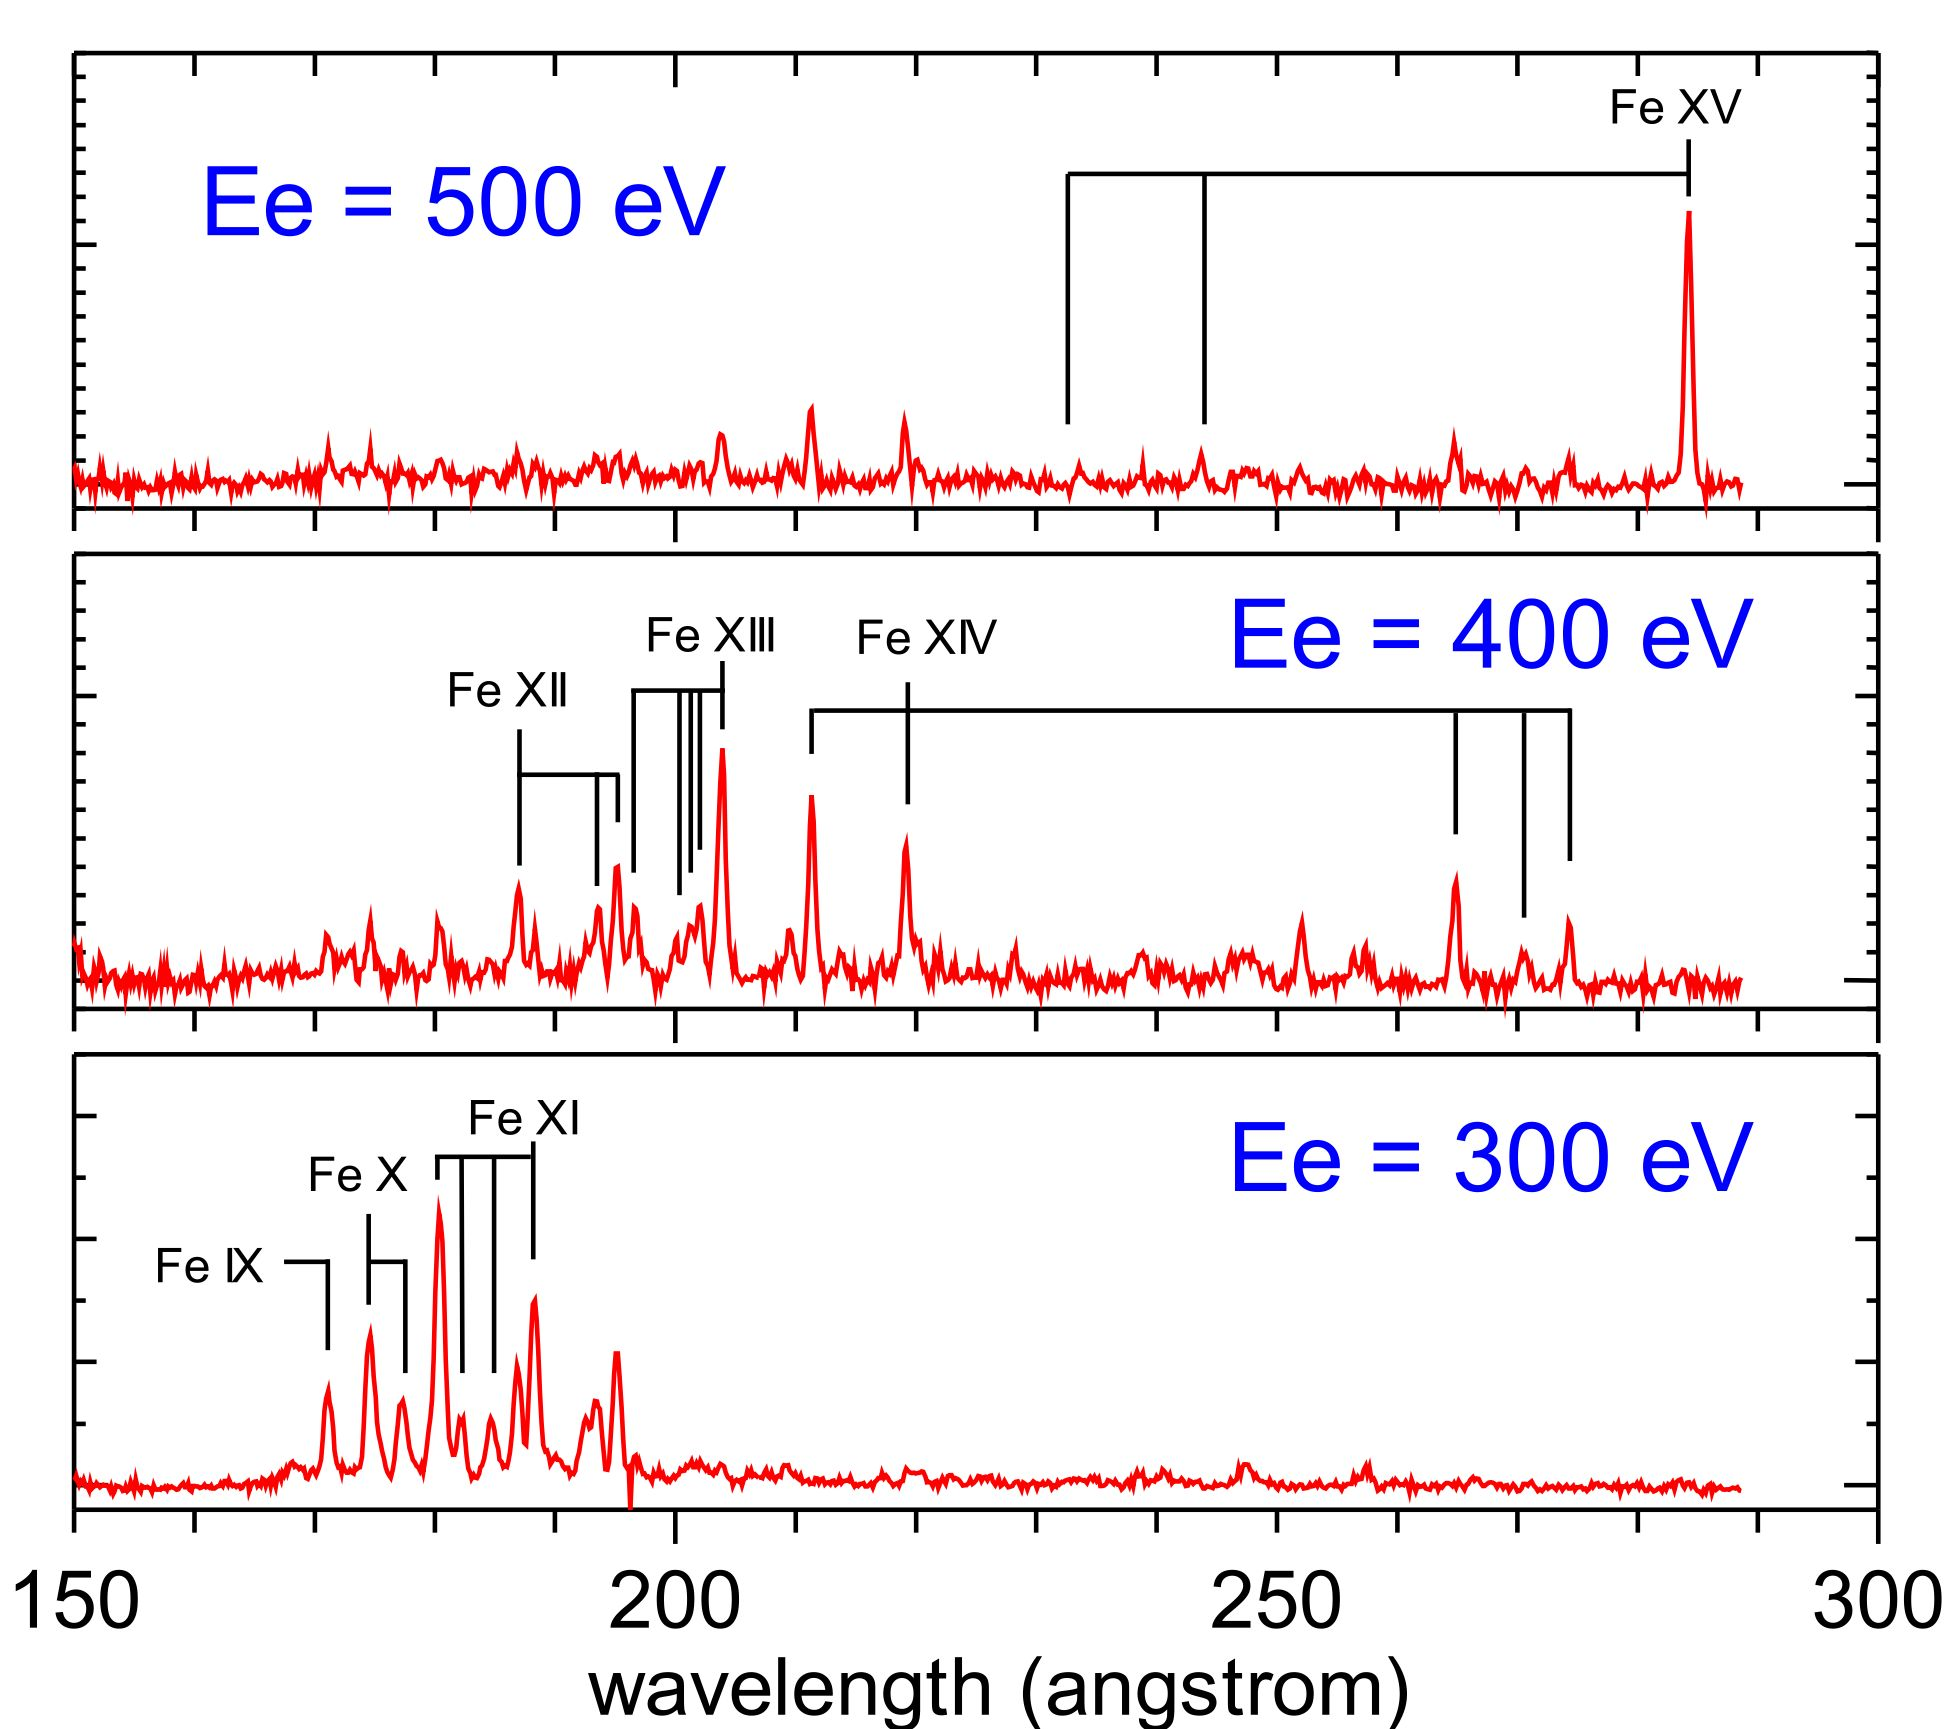 Fe XV
Ee = 500 eV
Ee = 400 eV
Fe XIII
Fe XIV
Fe XII
Fe XI
Ee = 300 eV
Fe X
Fe IX
150 200 250 300
wavelength (angstrom)